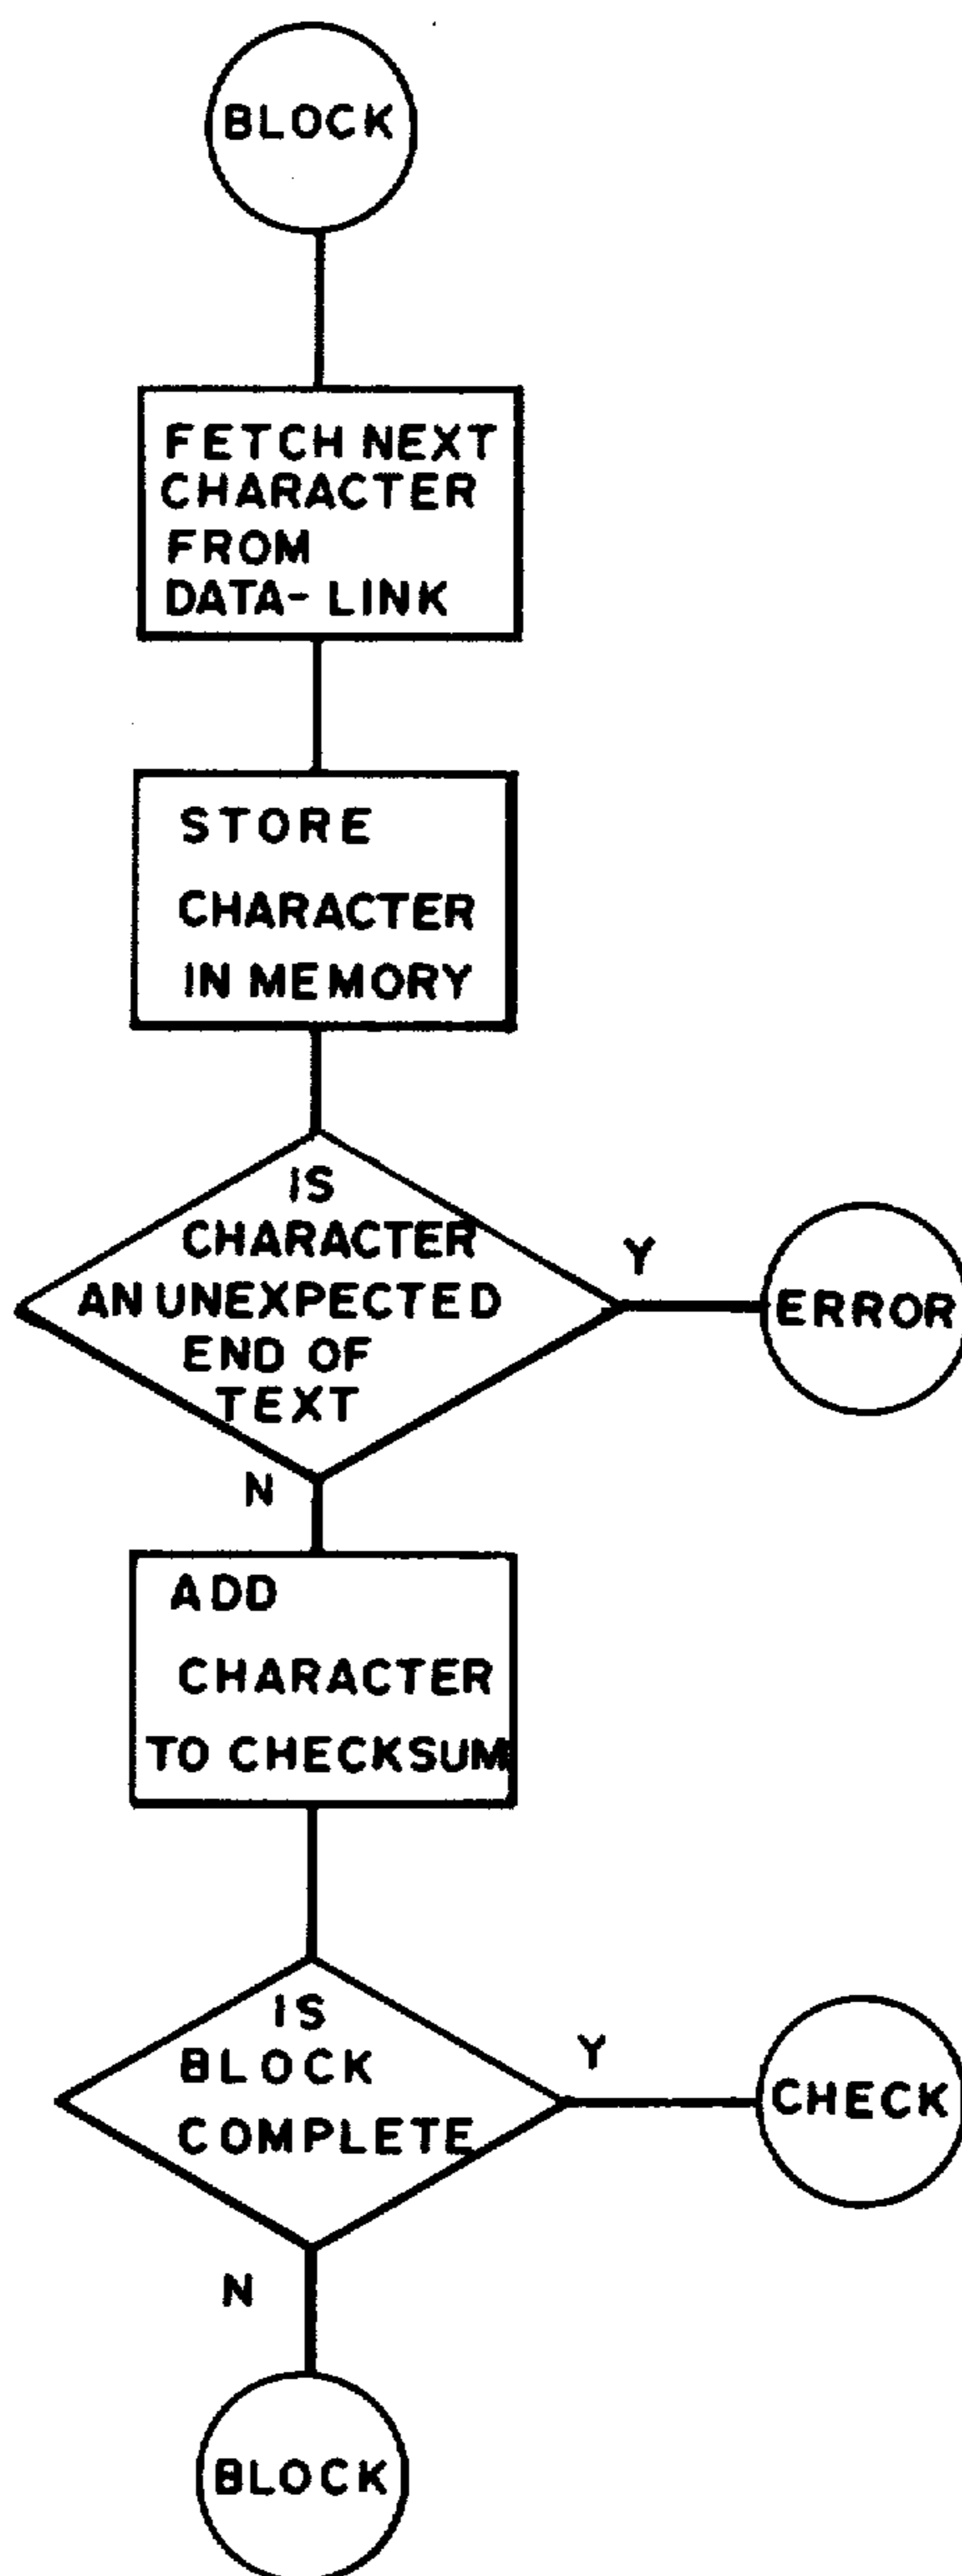 BLOCK
FETCH NEXT
CHARACTER
FROM
DATA- LINK
STORE
CHARACTER
IN MEMORY
IS
CHARACTER
AN UNEXPECTED
END OF
TEXT
Y
ERROR
N
ADD
CHARACTER
TO CHECKSUM
IS
BLOCK
COMPLETE
Y
CHECK
N
BLOCK